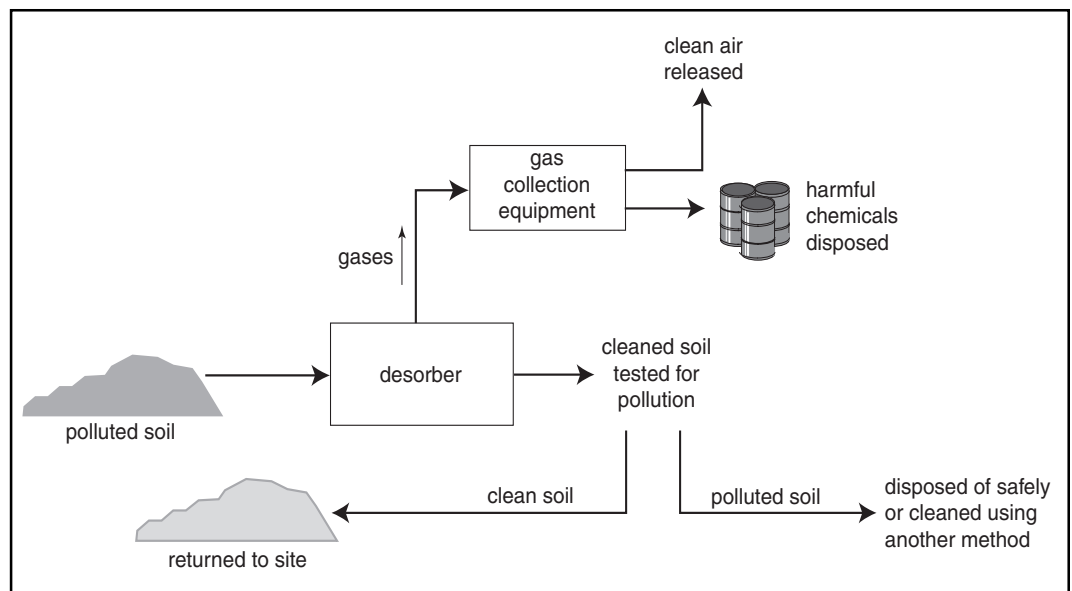 clean air
released
gas
collection
equipment
harmful
chemicals
disposed
gases
desorber
cleaned soil
tested for
pollution
polluted soil
clean soil
polluted soil
disposed of safely
or cleaned using
another method
returned to site